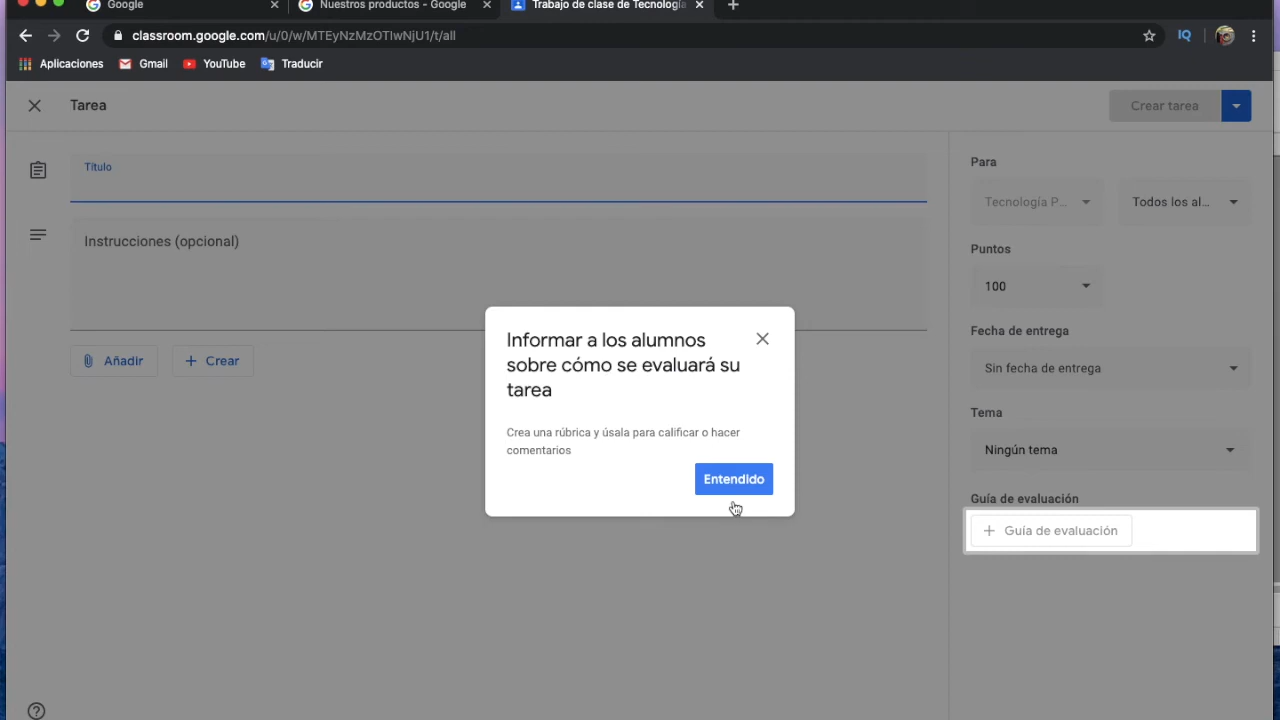 Google
Nuestros productos - Google
Trabajo de clase de Tecnología
classroom.google.com/u/0/w/MTEyNzMzOTIwNjU1/t/all
IQ
Aplicaciones
Gmail
YouTube
Traducir
Tarea
Crear tarea
Título
Instrucciones (opcional)
Añadir
Crear
Para
Tecnología P...
Todos los al...
Puntos
100
Fecha de entrega
Sin fecha de entrega
Tema
Ningún tema
Guía de evaluación
Guía de evaluación
Informar a los alumnos
sobre cómo se evaluará su
tarea
Crea una rúbrica y úsala para calificar o hacer
comentarios
Entendido